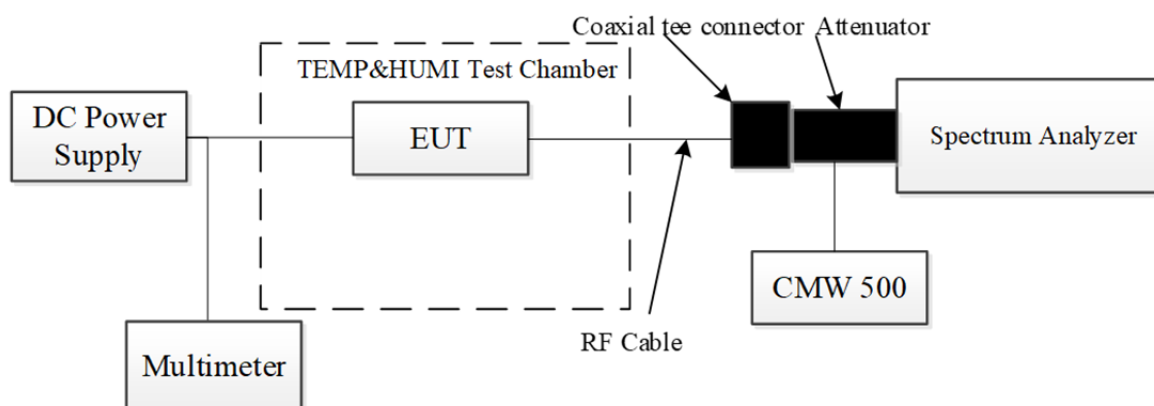 Coaxial tee connector Attenuator
TEMP&HUMI Test Chamber
DC Power
Supply
EUT
Spectrum Analyzer
CMW 500
RF Cable
Multimeter